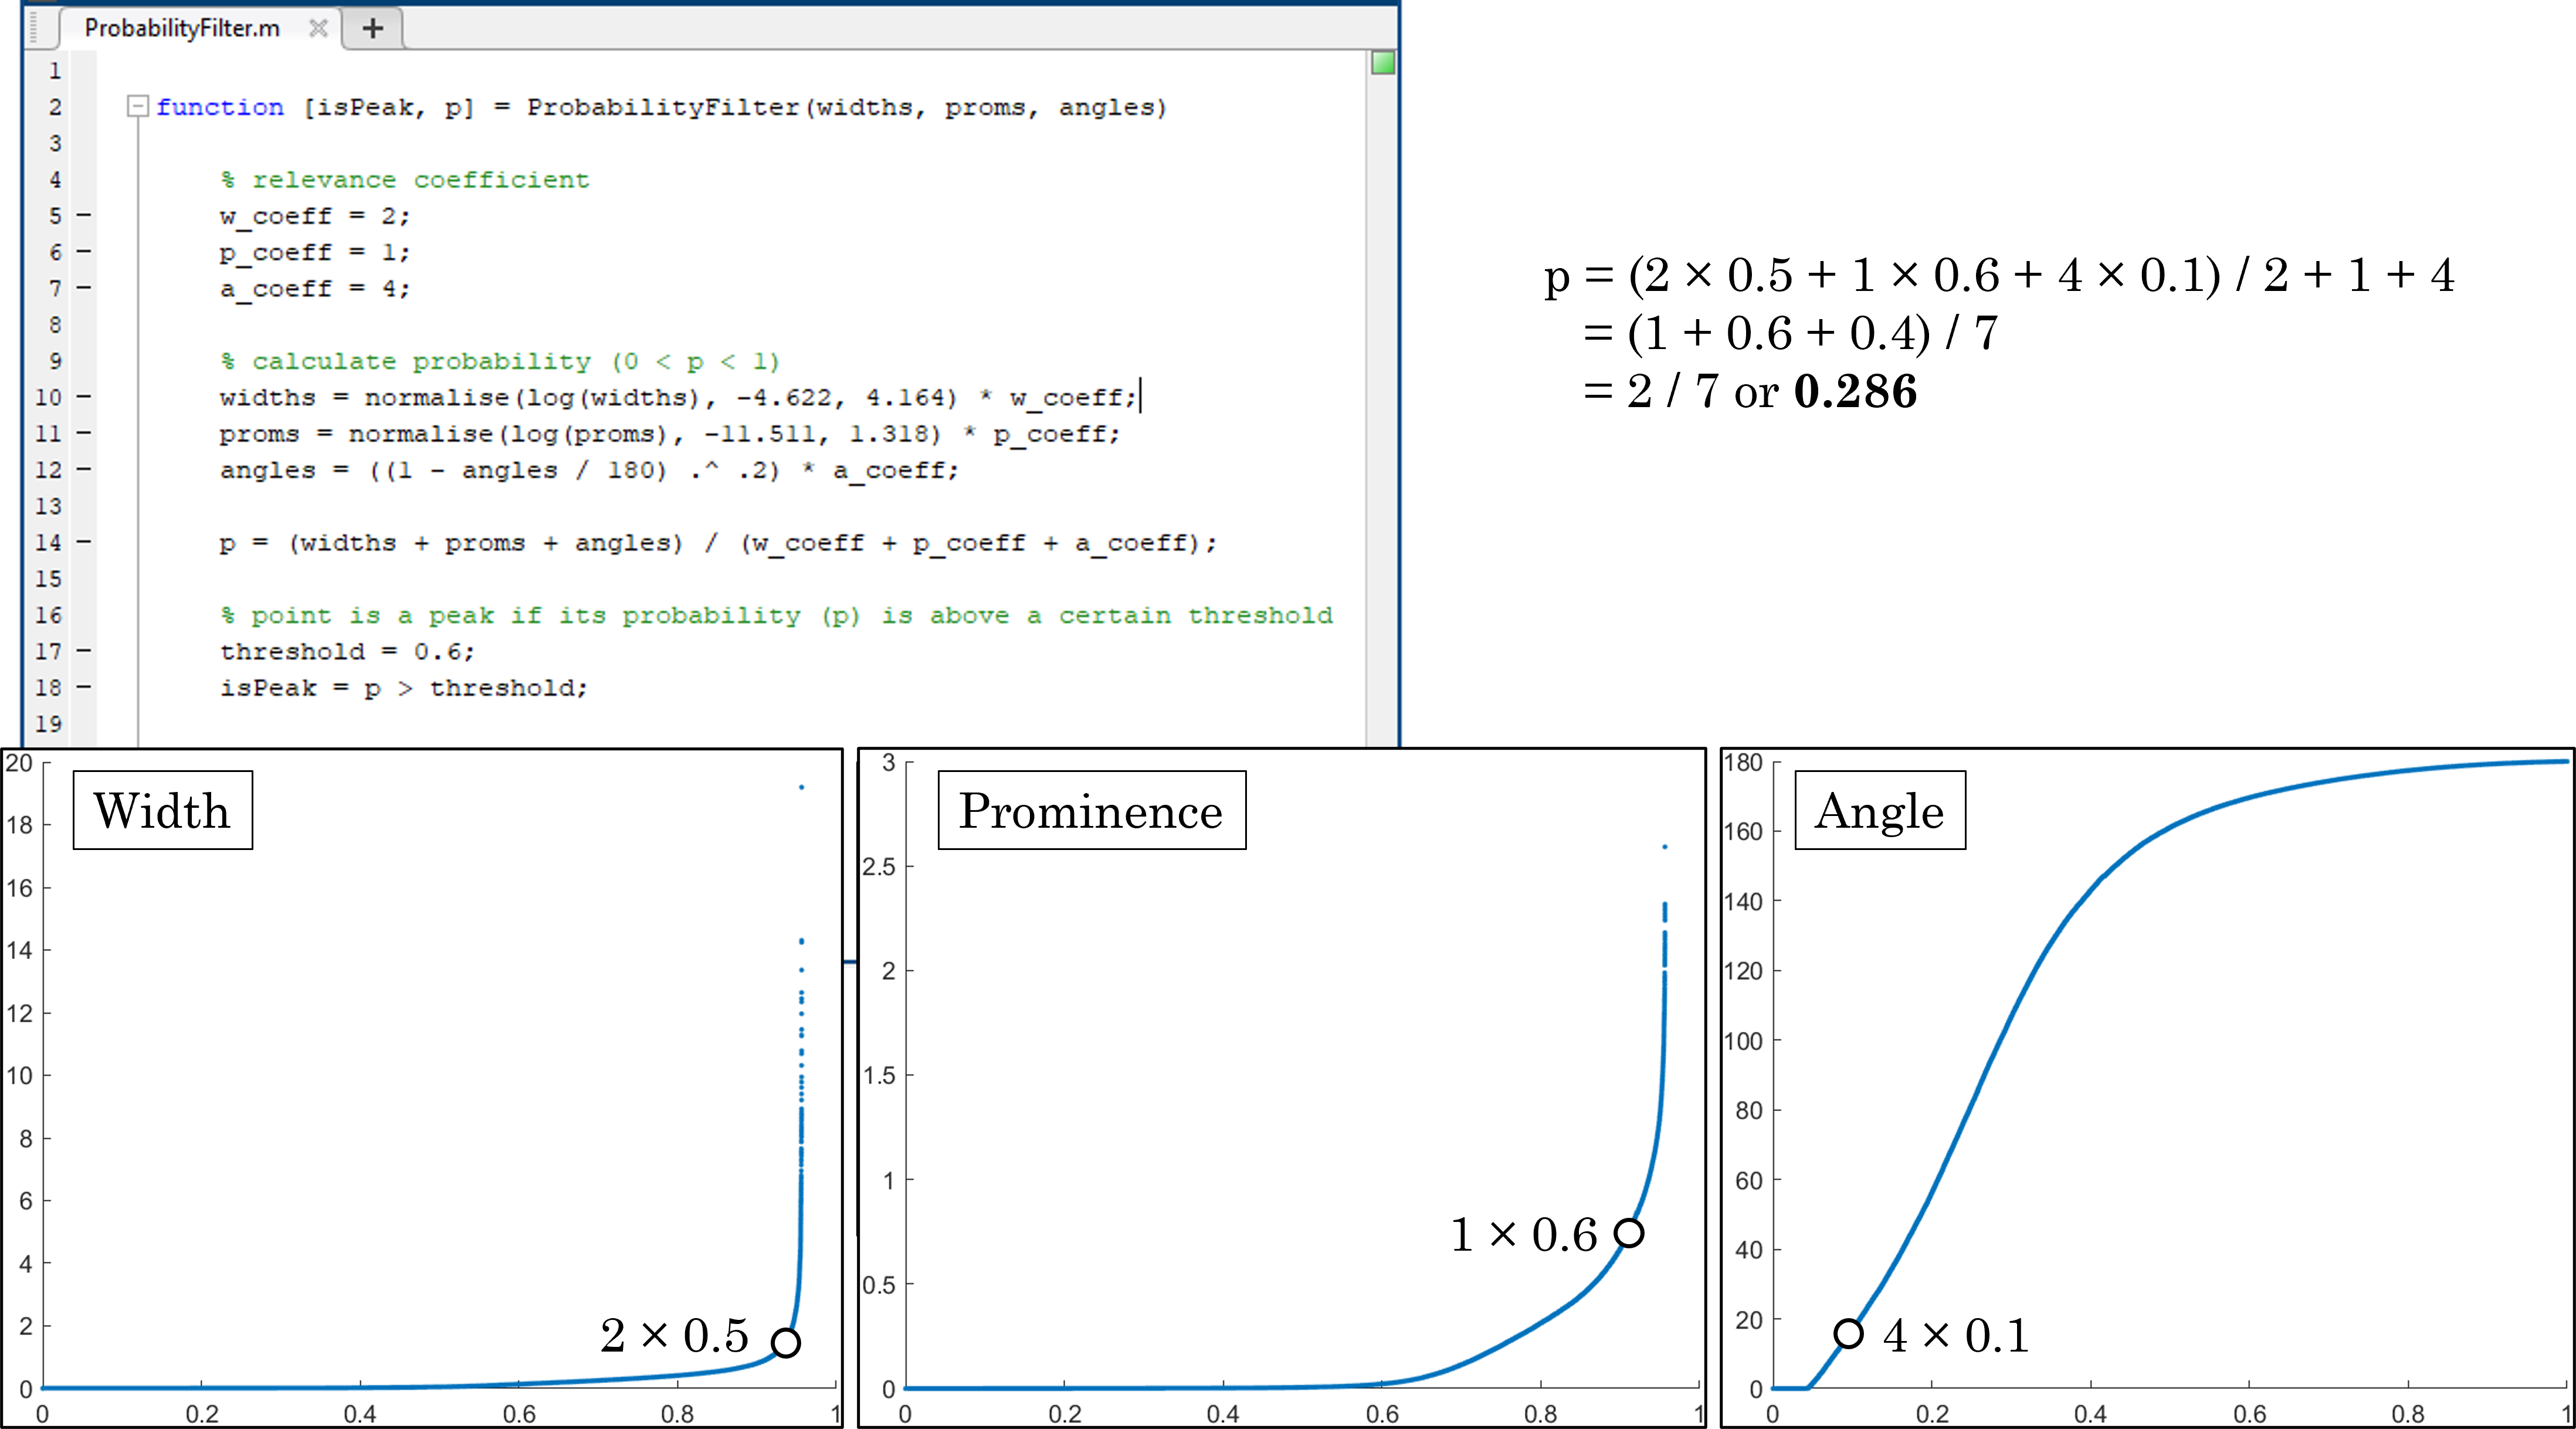 ProbabilityFilter.m
1
2 function [isPeak, p] = ProbabilityFilter(widths, proms, angles)
3
4 % relevance coefficient
5 w_coeff = 2;
6 p_coeff = 1;
7 a_coeff = 4;
8
9 % calculate probability (0 < p < 1)
10 widths = normalise(log(widths), -4.622, 4.164) * w_coeff;
11 proms = normalise(log(proms), -11.511, 1.318) * p_coeff;
12 angles = ((1 - angles / 180) .^ .2) * a_coeff;
13
14 p = (widths + proms + angles) / (w_coeff + p_coeff + a_coeff);
15
16 % point is a peak if its probability (p) is above a certain threshold
17 threshold = 0.6;
18 isPeak = p > threshold;
19
p = (2 × 0.5 + 1 × 0.6 + 4 × 0.1) / 2 + 1 + 4
= (1 + 0.6 + 0.4) / 7
= 2 / 7 or 0.286
Width
20
18
16
14
12
10
8
6
4
2
0
2 × 0.5
0 0.2 0.4 0.6 0.8 1
Prominence
3
2.5
2
1.5
1
0.5
0
1 × 0.6
0 0.2 0.4 0.6 0.8 1
Angle
180
160
140
120
100
80
60
40
20
0
4 × 0.1
0 0.2 0.4 0.6 0.8 1